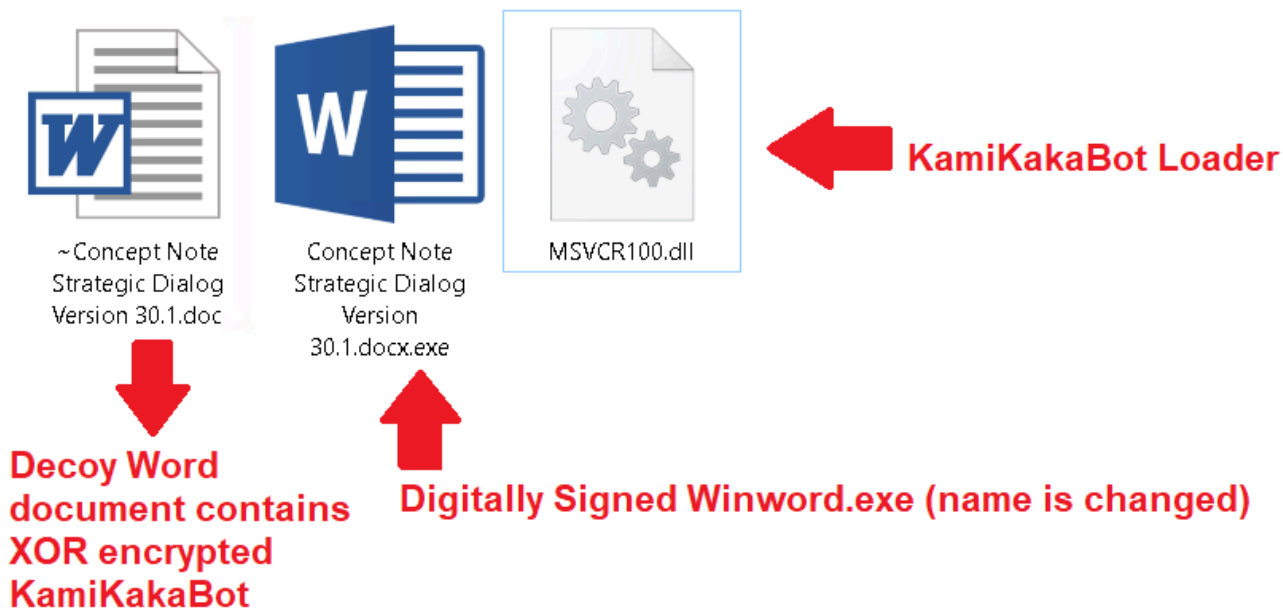 W
W
~Concept Note
Strategic Dialog
Version 30.1.doc
Concept Note
Strategic Dialog
Version
30.1.docx.exe
MSVCR100.dll
KamiKakaBot Loader
Decoy Word
document contains
XOR encrypted
KamiKakaBot
Digitally Signed Winword.exe (name is changed)